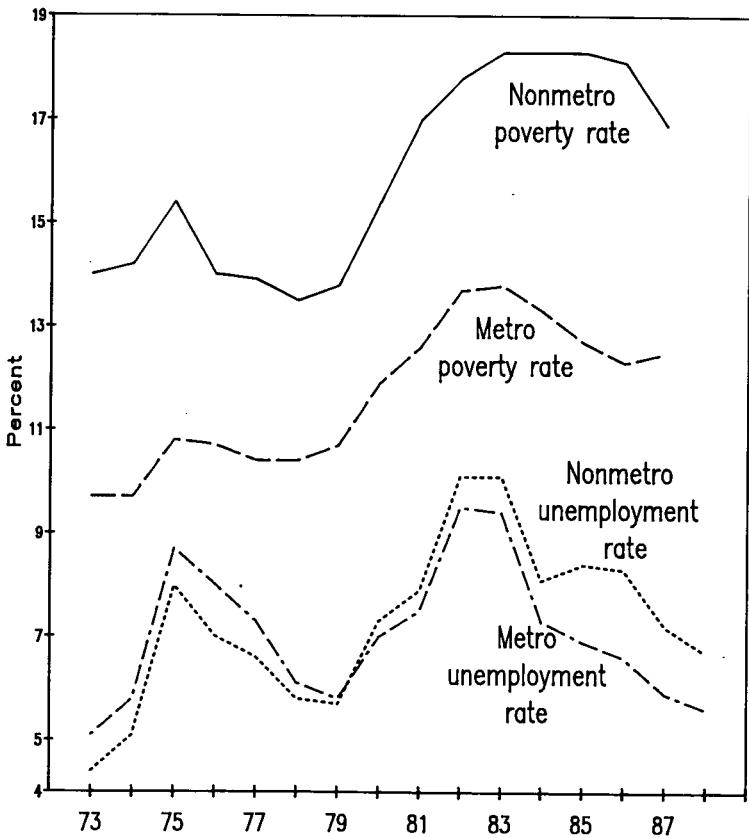 19
17
15
13
11
9
7
5
4
Percent
Nonmetro
poverty rate
Metro
poverty rate
Nonmetro
unemployment
rate
Metro
unemployment
rate
73 75 77 79 81 83 85 87